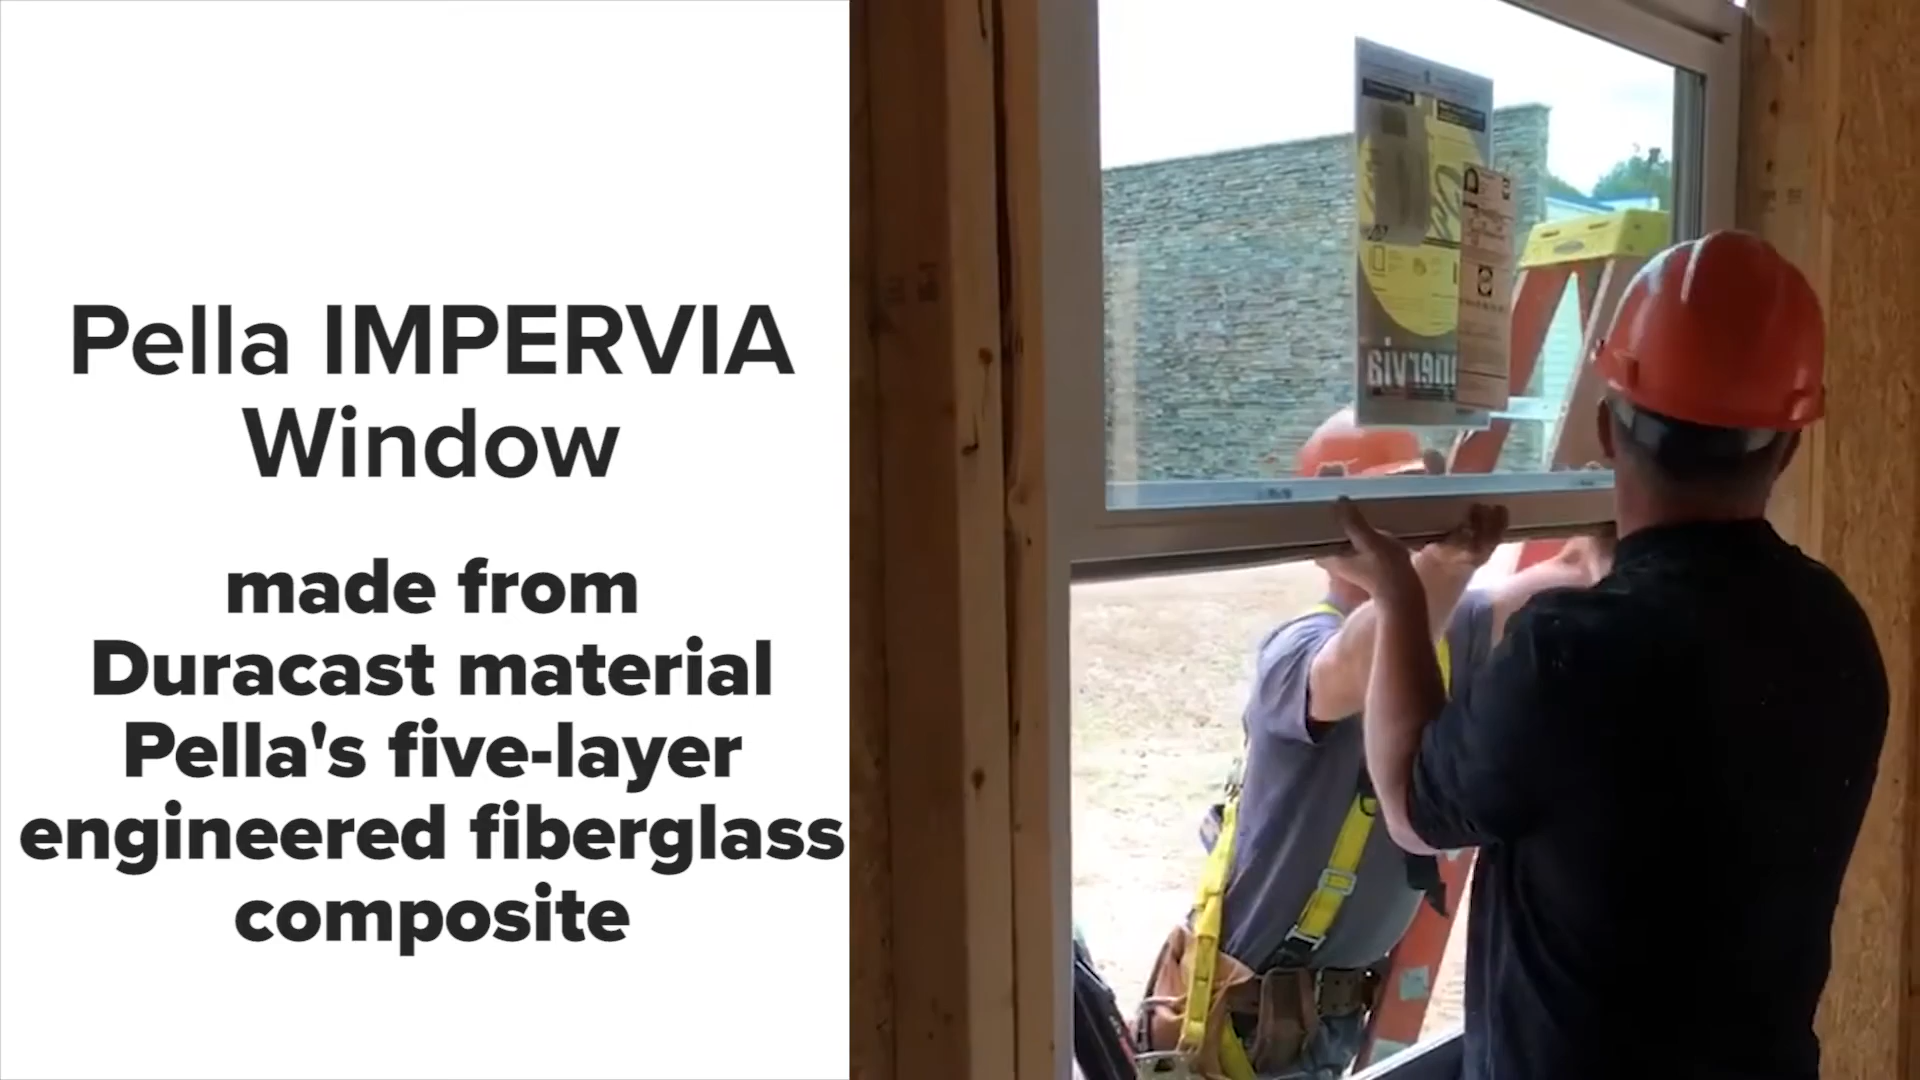 Pella IMPERVIA
Window
made from
Duracast material
Pella's five-layer
engineered fiberglass
composite